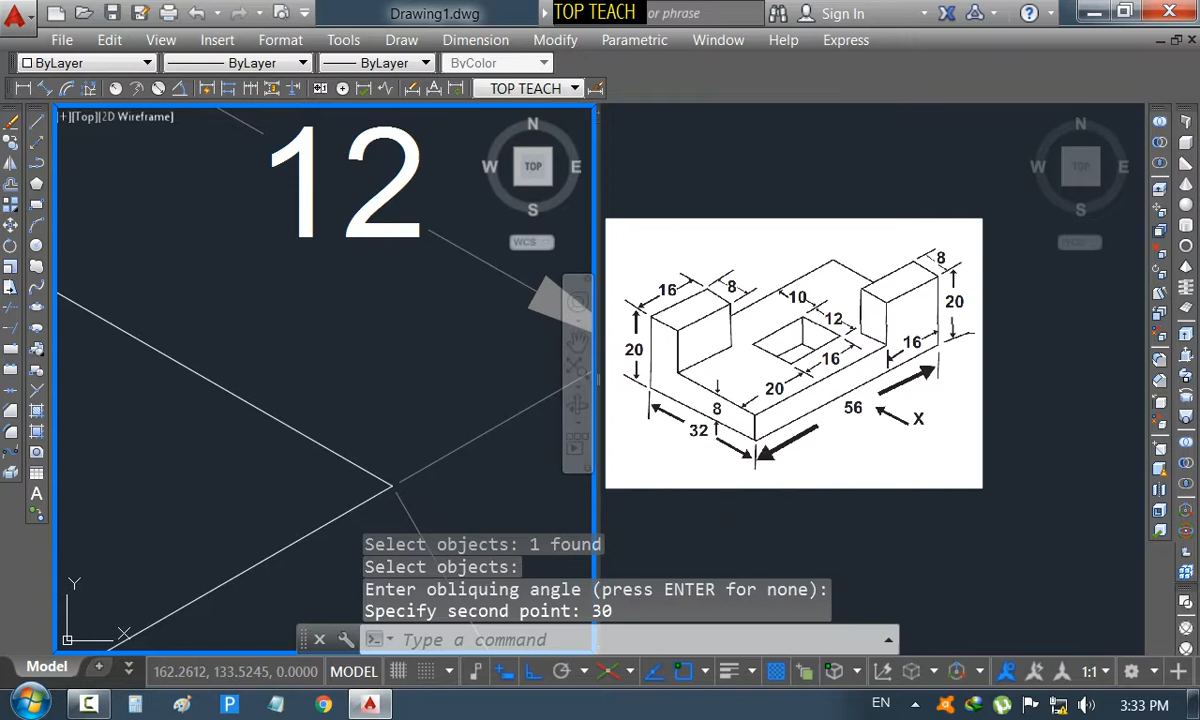 Drawing1.dwg
TOP TEACH
or phrase
Sign In
File Edit View Insert Format Tools Draw Dimension Modify Parametric Window Help Express
ByLayer ByLayer ByLayer ByColor
TOP TEACH
[+][Top][2D Wireframe]
12
N
W TOP E
S
WCS
N
W TOP E
S
WCS
8
16 8
10
20
12
20
16
16
20
8
56
32
X
Select objects: 1 found
Select objects:
Enter obliquing angle (press ENTER for none):
Specify second point: 30
Type a command
Y
X
Model
162.2612, 133.5245, 0.0000 MODEL 1:1
EN 3:33 PM